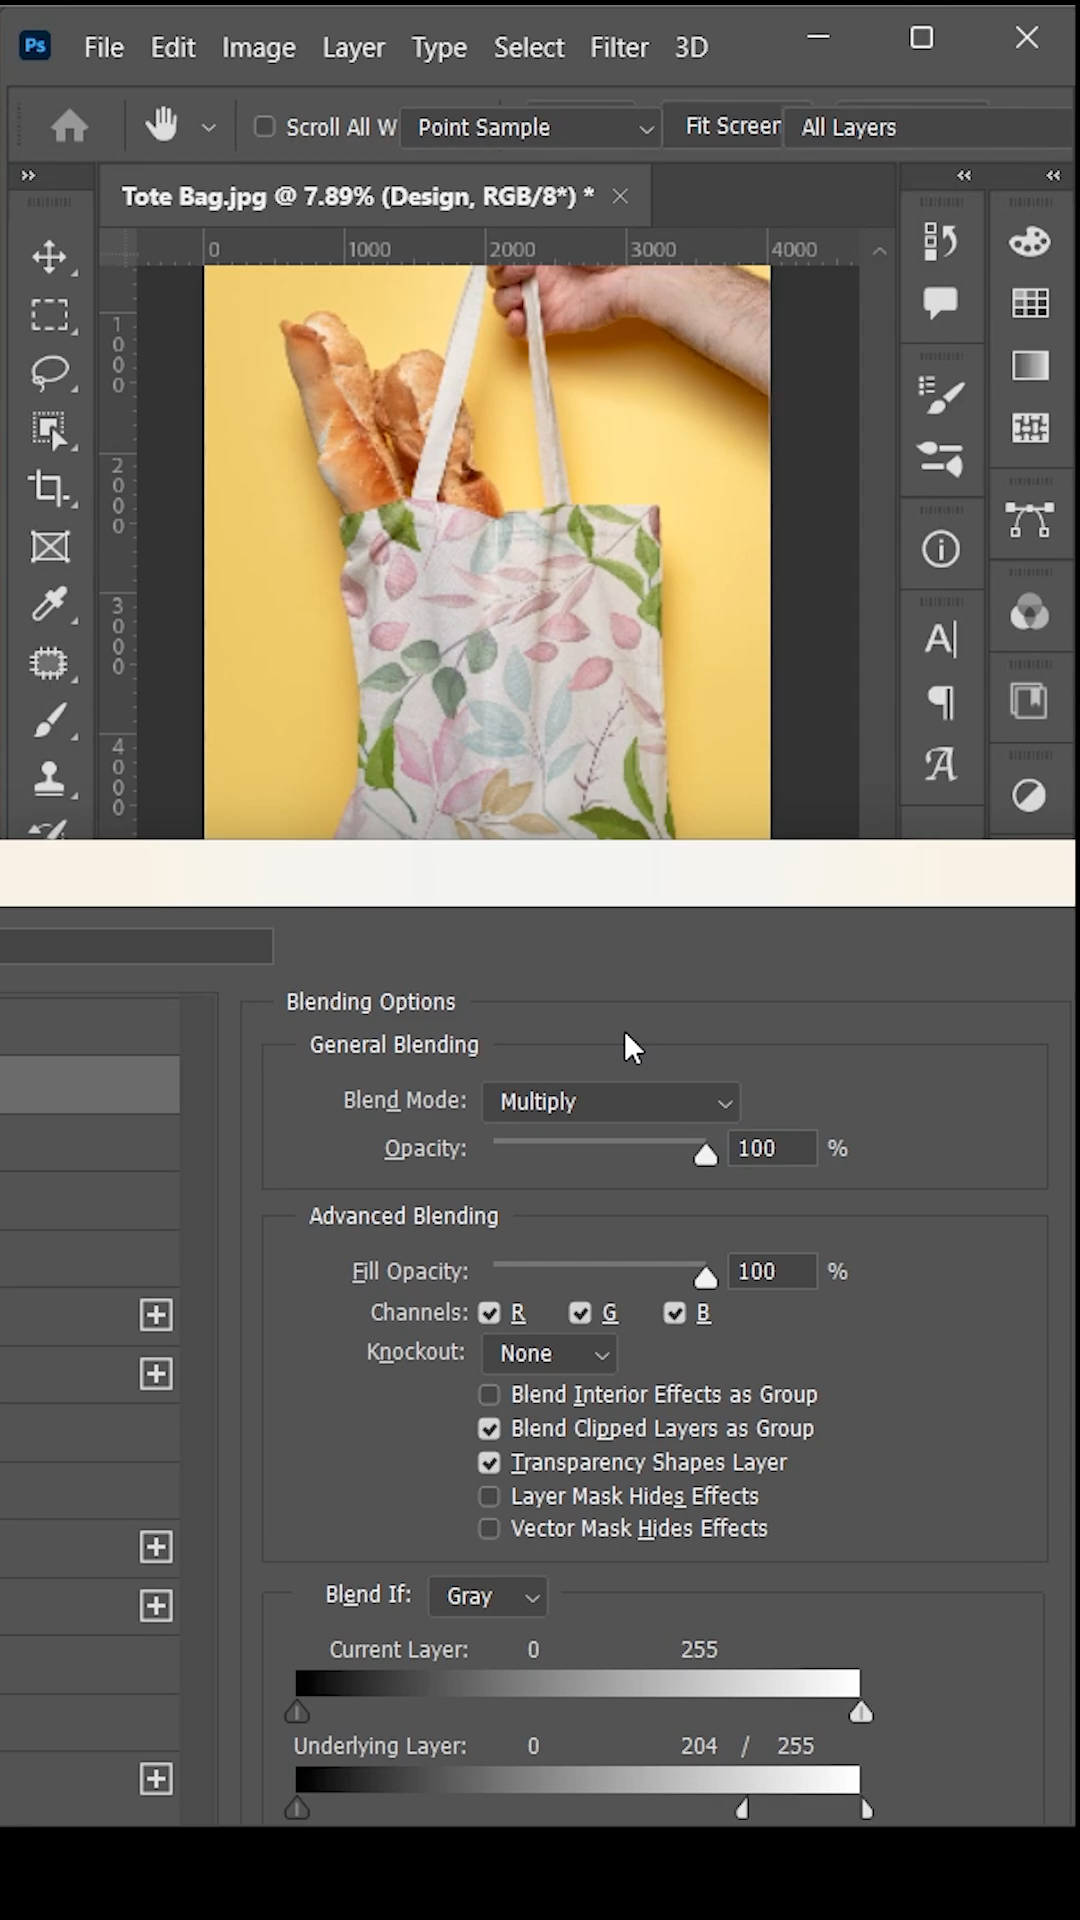 Ps File Edit Image Layer Type Select Filter 3D
Scroll All W Point Sample Fit Screer All Layers
Tote Bag.jpg @ 7.89% (Design, RGB/8*) *
0 1000 2000 3000 4000
1000
2000
3000
4000
Blending Options
General Blending
Blend Mode: Multiply
Opacity: 100 %
Advanced Blending
Fill Opacity: 100 %
Channels: R G B
Knockout: None
Blend Interior Effects as Group
Blend Clipped Layers as Group
Transparency Shapes Layer
Layer Mask Hides Effects
Vector Mask Hides Effects
Blend If: Gray
Current Layer: 0 255
Underlying Layer: 0 204 / 255